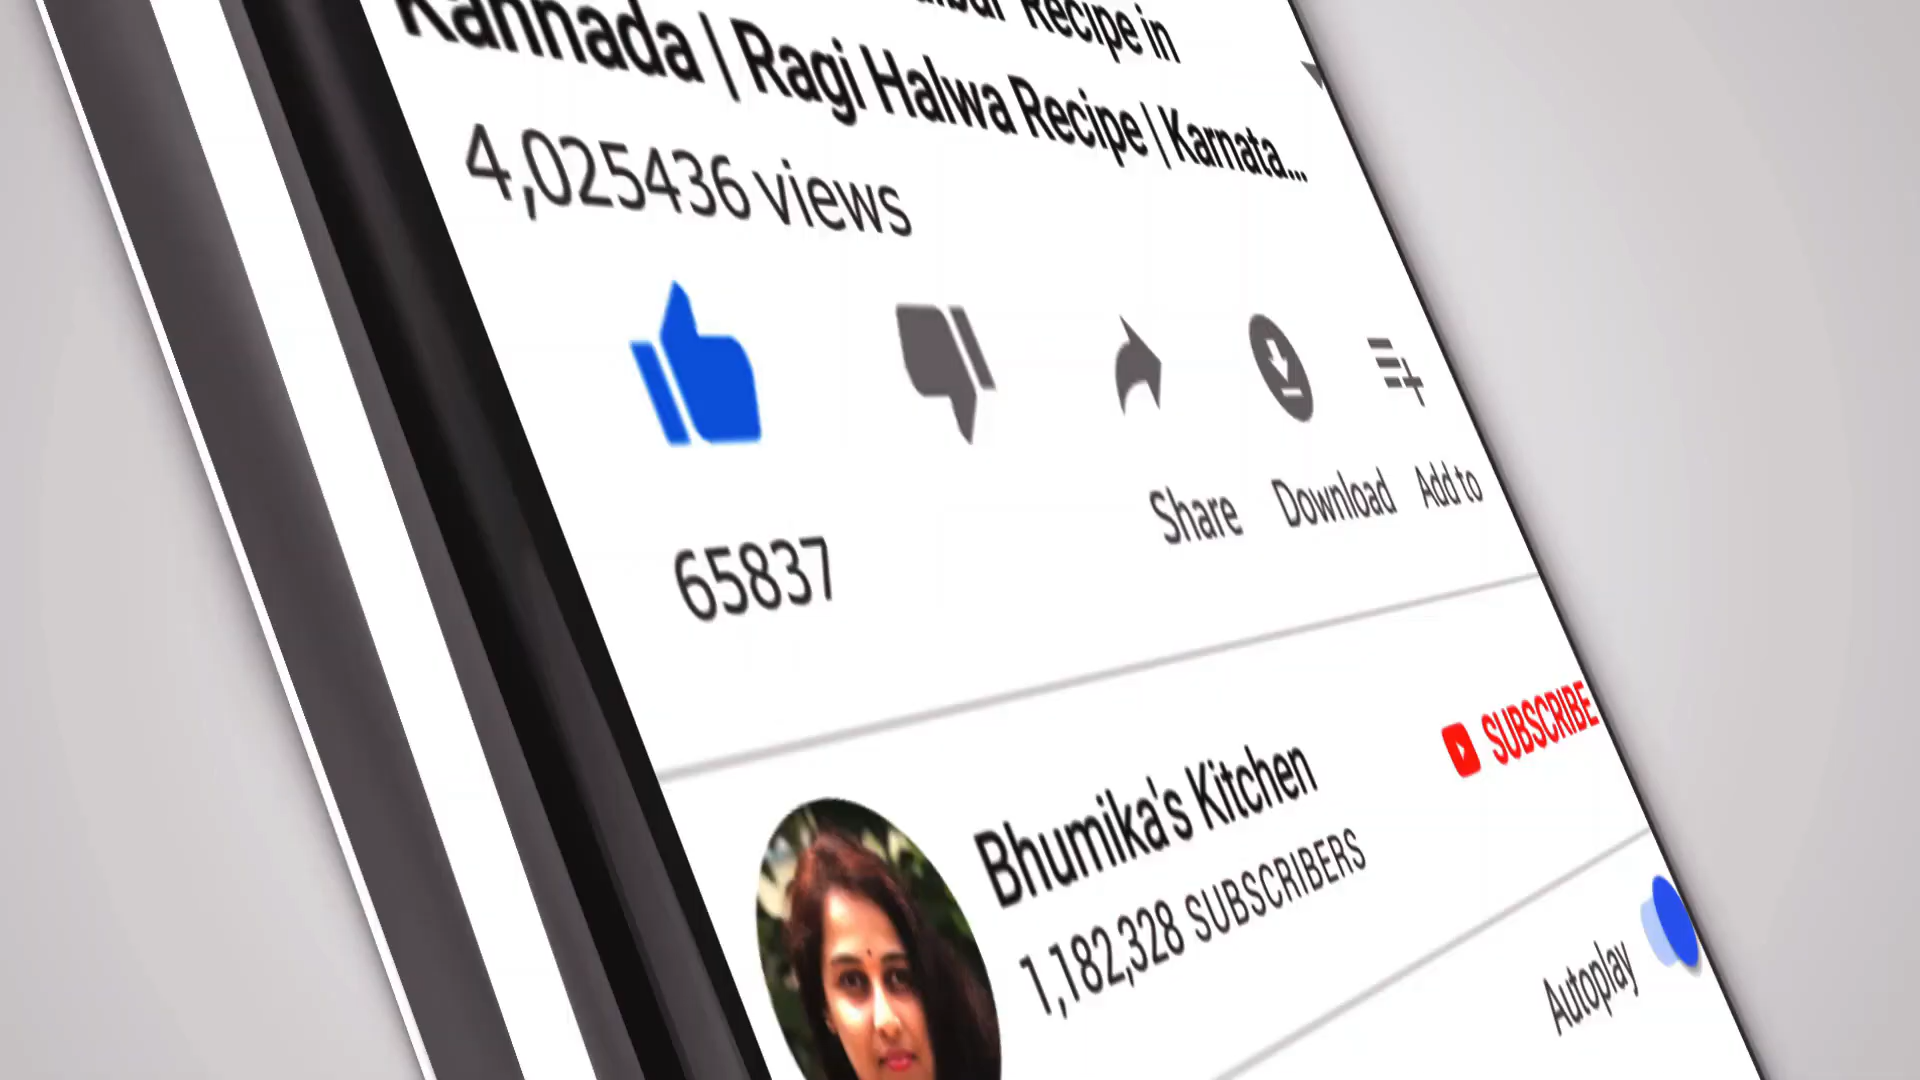 Recipe in
Kannada | Ragi Halwa Recipe | Karnata...
4,025436 views
Share Download Add to
65837
SUBSCRIBE
Bhumika's Kitchen
1,182,328 SUBSCRIBERS
Autoplay